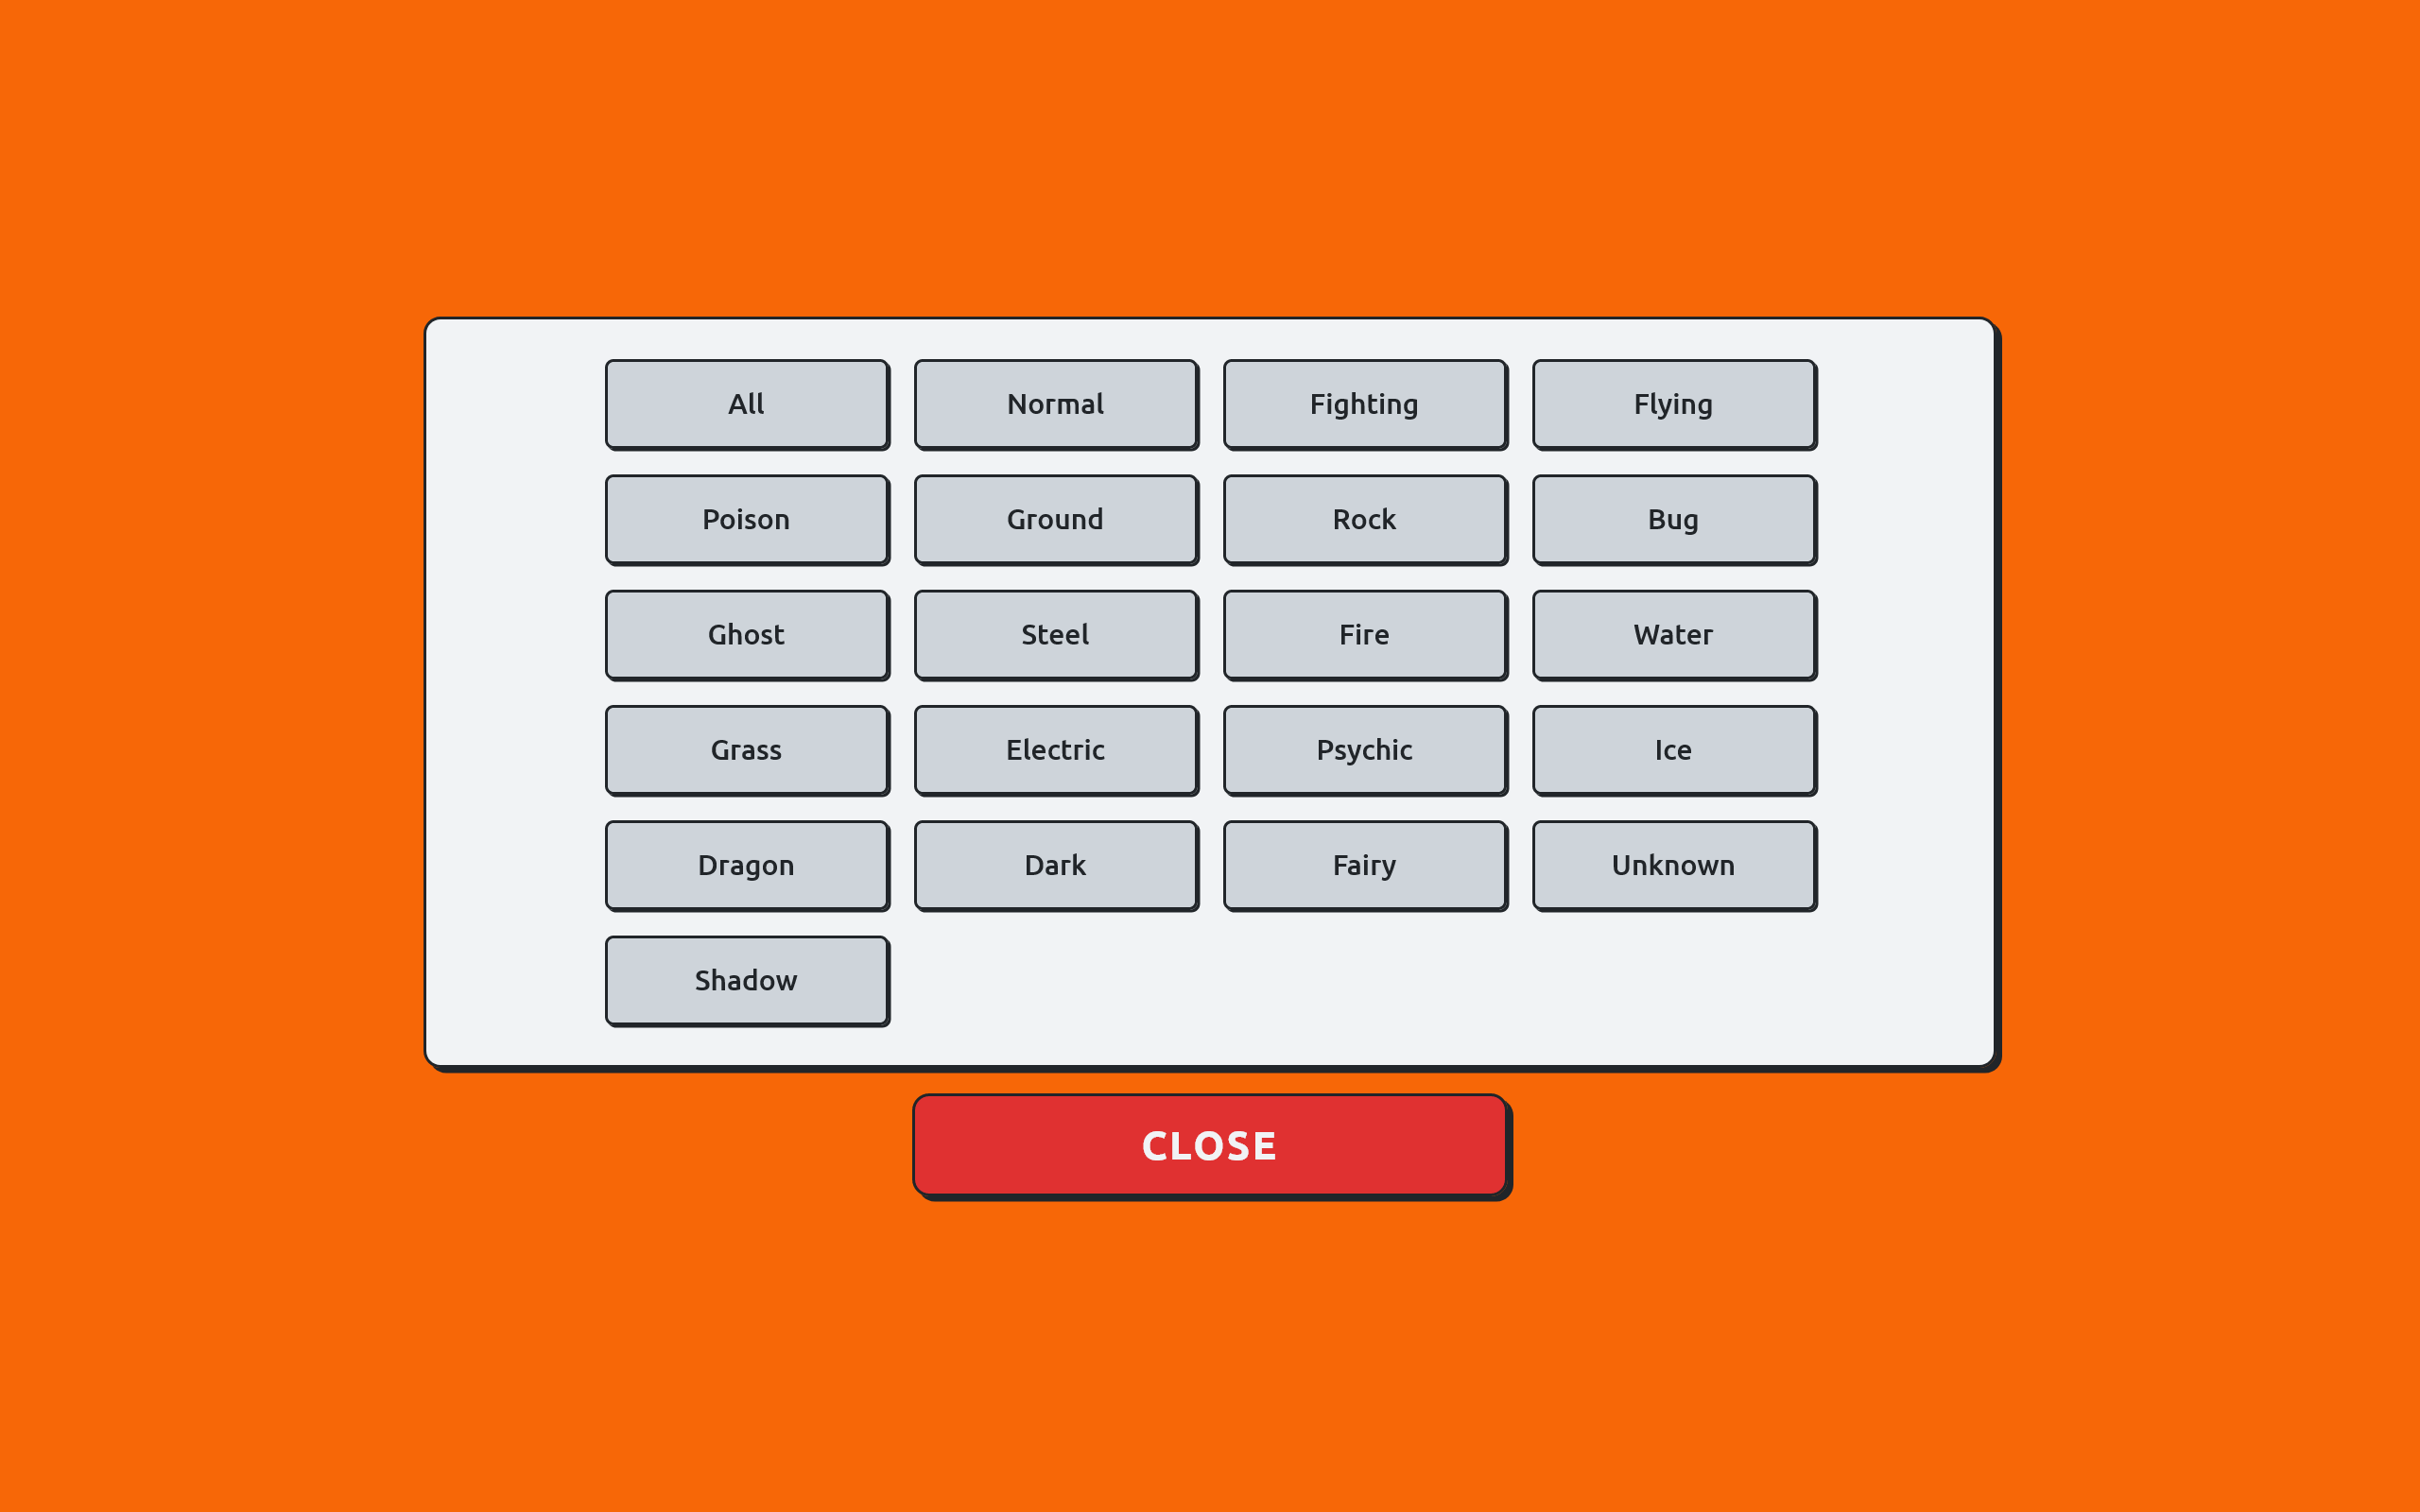 All Normal Fighting Flying
Poison Ground Rock Bug
Ghost Steel Fire Water
Grass Electric Psychic Ice
Dragon Dark Fairy Unknown
Shadow
CLOSE